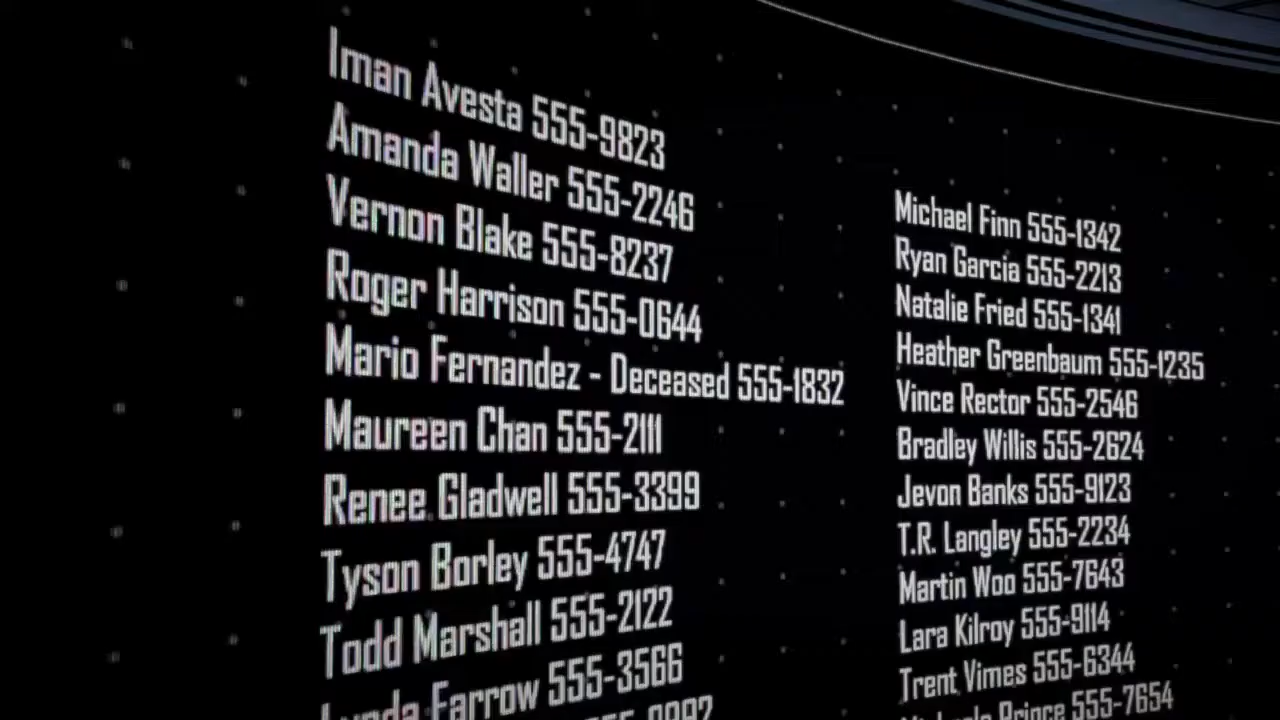 Iman Avesta 555-9823
Amanda Waller 555-2246
Vernon Blake 555-8237
Roger Harrison 555-0644
Mario Fernandez - Deceased 555-1832
Maureen Chan 555-2111
Renee Gladwell 555-3399
Tyson Borley 555-4747
Todd Marshall 555-2122
Lynda Farrow 555-3566
Michael Finn 555-1342
Ryan Garcia 555-2213
Natalie Fried 555-1341
Heather Greenbaum 555-1235
Vince Rector 555-2546
Bradley Willis 555-2624
Jevon Banks 555-9123
T.R. Langley 555-2234
Martin Woo 555-7643
Lara Kilroy 555-9114
Trent Vimes 555-6344
Prince 555-7654